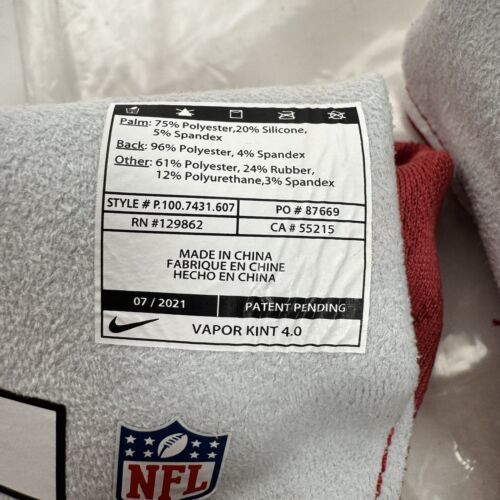 Palm: 75% Polyester,20% Silicone,
5% Spandex
Back: 96% Polyester, 4% Spandex
Other: 61% Polyester, 24% Rubber,
12% Polyurethane,3% Spandex
STYLE # P.100.7431.607
PO # 87669
RN #129862
CA # 55215
MADE IN CHINA
FABRIQUE EN CHINE
HECHO EN CHINA
07 / 2021
PATENT PENDING
VAPOR KINT 4.0
NFL